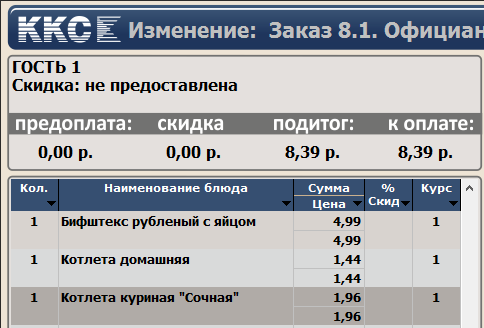 ККС Изменение: Заказ 8.1. Официан
ГОСТЬ 1
Скидка: не предоставлена
предоплата: скидка подитог: к оплате:
0,00 р. 0,00 р. 8,39 р. 8,39 р.
Кол. Наименование блюда Сумма % Скид Курс
Цена
1 Бифштекс рубленый с яйцом 4,99 1
4,99
1 Котлета домашняя 1,44 1
1,44
1 Котлета куриная "Сочная" 1,96 1
1,96